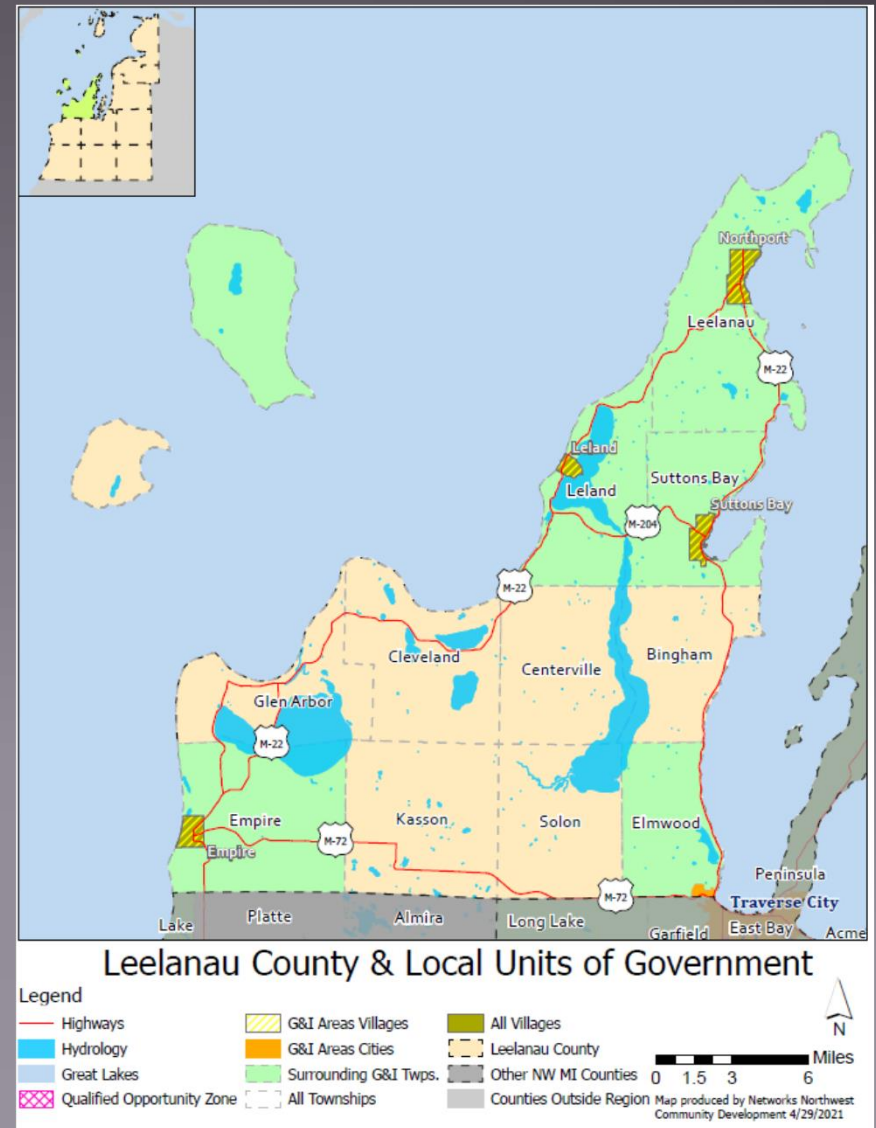 Northport
Leelanau
M-22
Leland
Leland
Suttons Bay
Suttons Bay
M-204
M-22
Cleveland
Centerville
Bingham
Glen Arbor
M-22
Empire
Kasson
Solon
Elmwood
Empire
M-72
Peninsula
M-72
Traverse City
Lake
Platte
Almira
Long Lake
Garfield
East Bay
Acme
Leelanau County & Local Units of Government
Legend
Highways
Hydrology
Great Lakes
Qualified Opportunity Zone
G&I Areas Villages
G&I Areas Cities
Surrounding G&I Twps.
All Townships
All Villages
Leelanau County
Other NW MI Counties
Counties Outside Region
N
Miles
0 1.5 3 6
Map produced by Networks Northwest
Community Development 4/29/2021